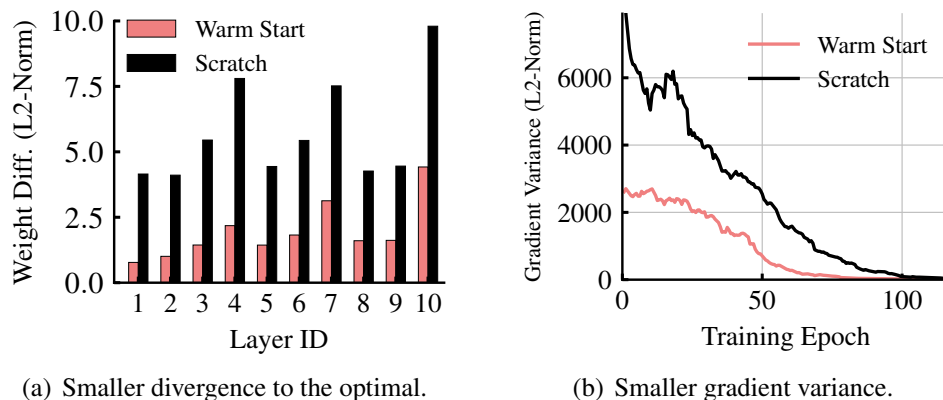 Weight Diff. (L2-Norm)
10.0
7.5
5.0
2.5
0.0
Warm Start
Scratch
1 2 3 4 5 6 7 8 9 10
Layer ID
(a) Smaller divergence to the optimal.
Gradient Variance (L2-Norm)
6000
4000
2000
0
Warm Start
Scratch
0 50 100
Training Epoch
(b) Smaller gradient variance.